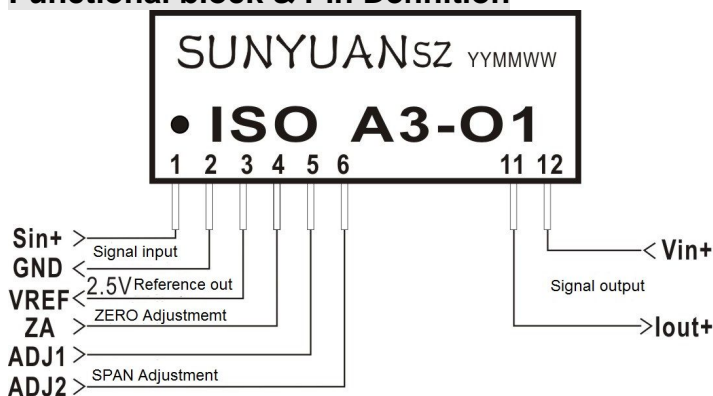 Functional block & Pin Definition
SUNYUANSZ YYMMWW
ISO A3-O1
1 2 3 4 5 6 11 12
Sin+
Signal input
GND
2.5V Reference out
VREF
ZERO Adjustmemt
ZA
ADJ1
SPAN Adjustment
ADJ2
Vin+
Signal output
Iout+